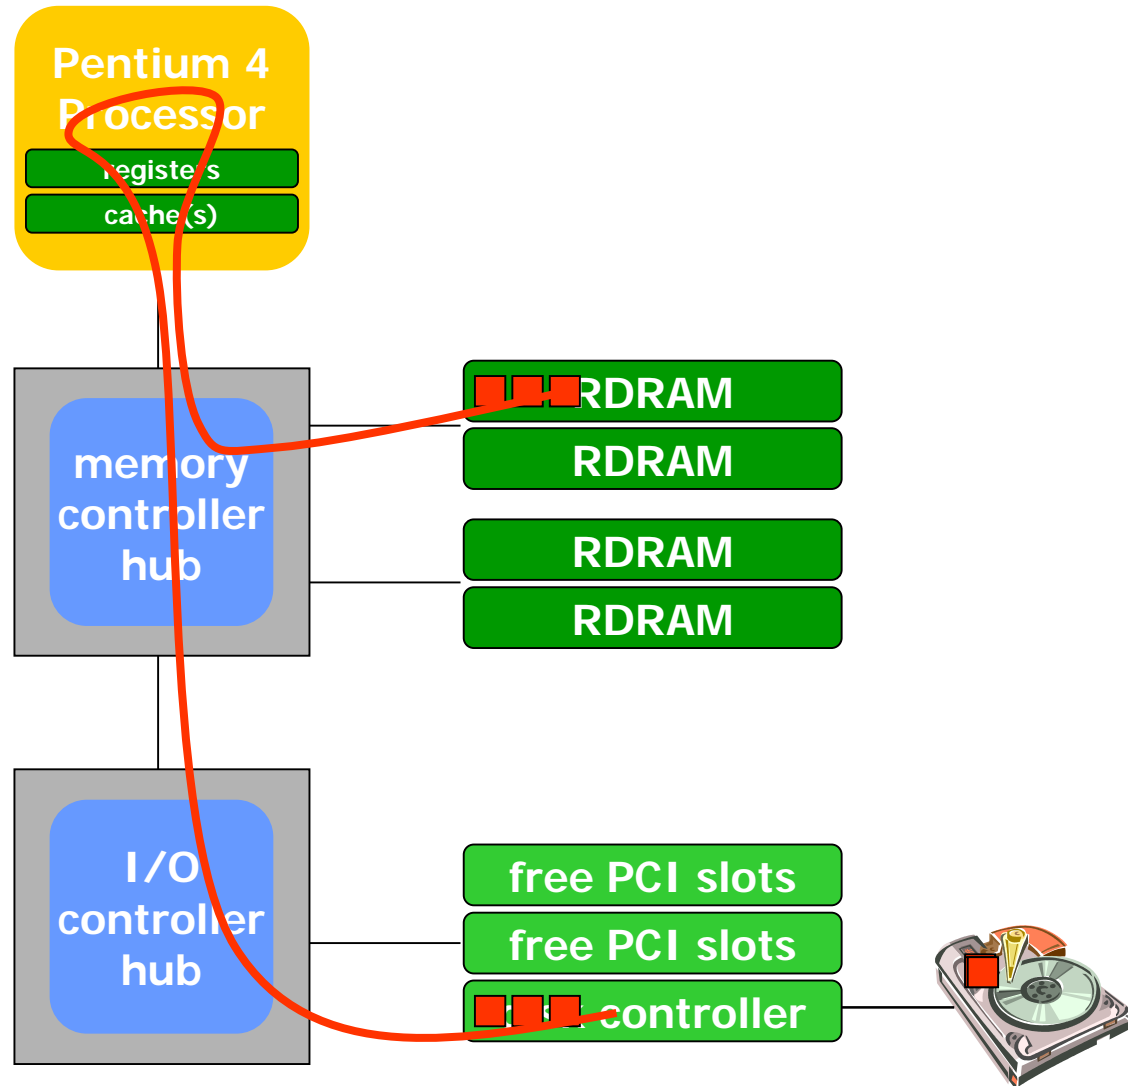 Pentium 4
Processor
registers
cache(s)
memory
controller
hub
RDRAM
RDRAM
RDRAM
RDRAM
I/O
controller
hub
free PCI slots
free PCI slots
disk controller